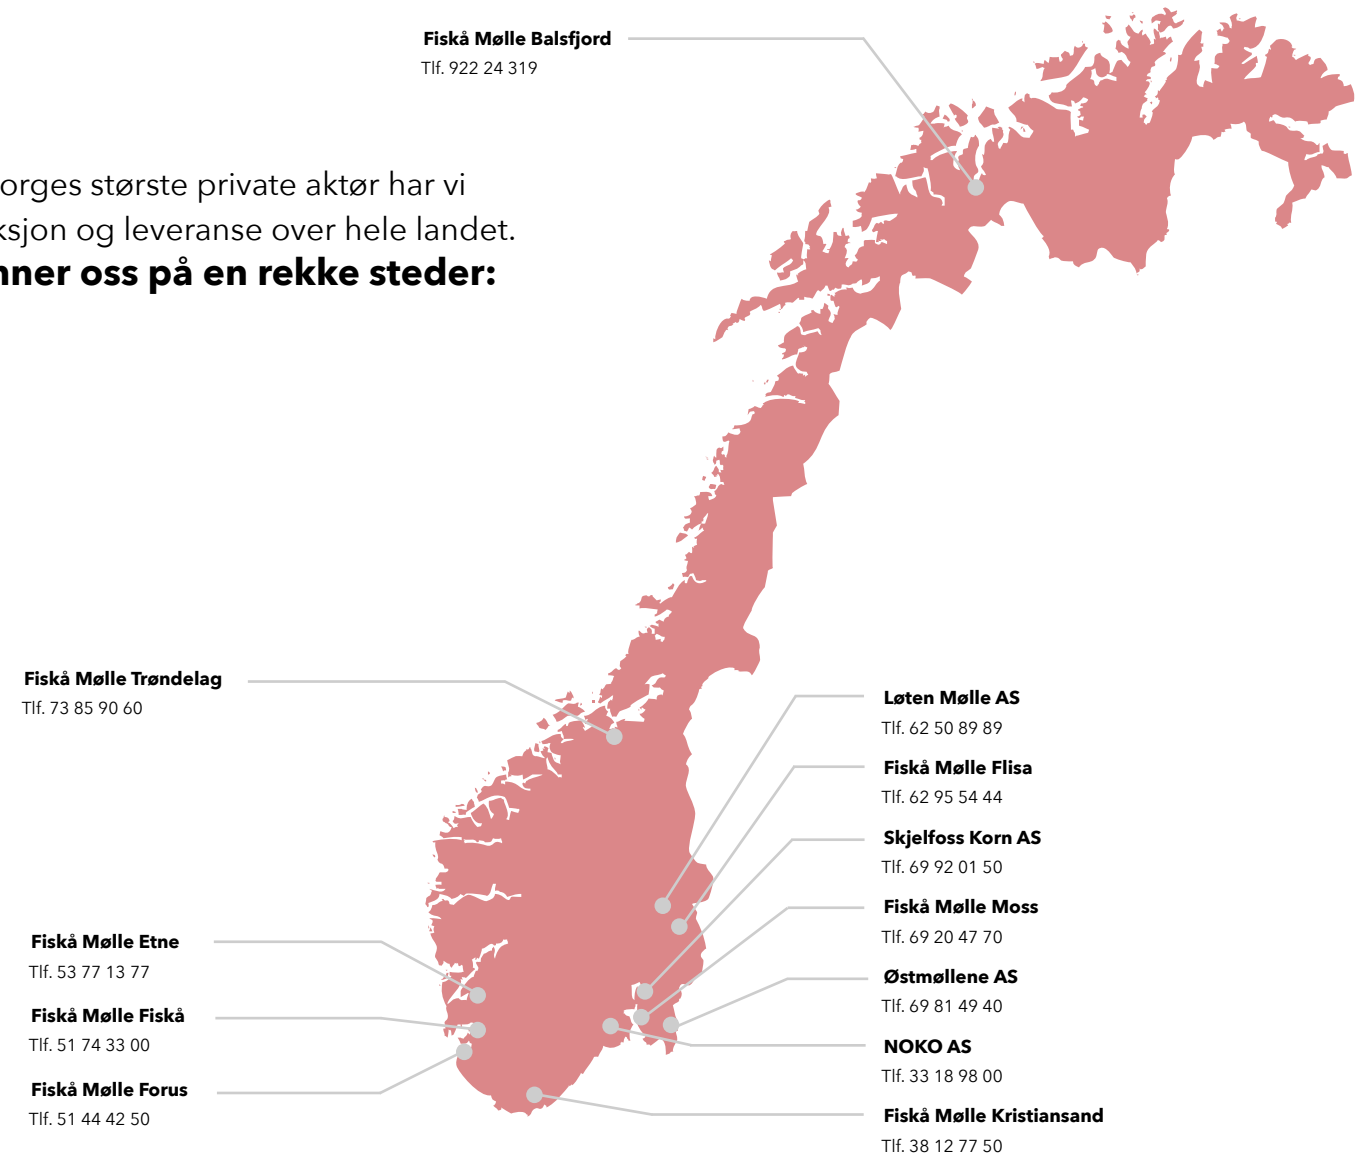 Fiskå Mølle Balsfjord
Tlf. 922 24 319
orges største private aktør har vi
ksjon og leveranse over hele landet.
nner oss på en rekke steder:
Fiskå Mølle Trøndelag
Tlf. 73 85 90 60
Fiskå Mølle Etne
Tlf. 53 77 13 77
Fiskå Mølle Fiskå
Tlf. 51 74 33 00
Fiskå Mølle Forus
Tlf. 51 44 42 50
Løten Mølle AS
Tlf. 62 50 89 89
Fiskå Mølle Flisa
Tlf. 62 95 54 44
Skjelfoss Korn AS
Tlf. 69 92 01 50
Fiskå Mølle Moss
Tlf. 69 20 47 70
Østmøllene AS
Tlf. 69 81 49 40
NOKO AS
Tlf. 33 18 98 00
Fiskå Mølle Kristiansand
Tlf. 38 12 77 50